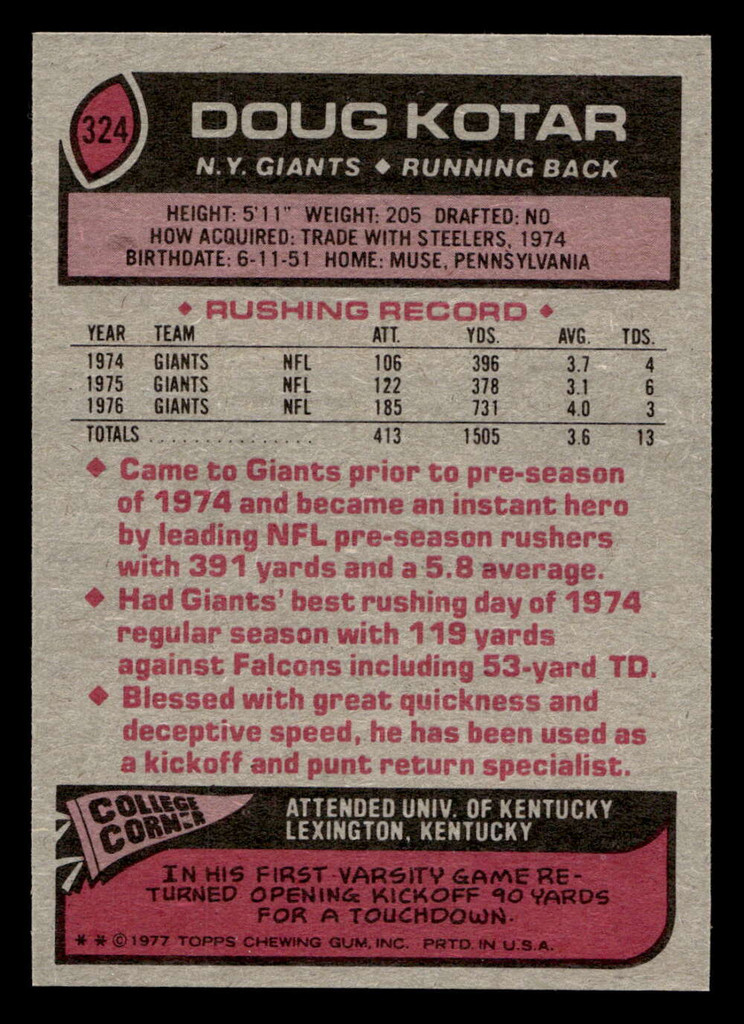 324
DOUG KOTAR
N.Y. GIANTS ♦ RUNNING BACK
HEIGHT: 5'11" WEIGHT: 205 DRAFTED: NO
HOW ACQUIRED: TRADE WITH STEELERS, 1974
BIRTHDATE: 6-11-51 HOME: MUSE, PENNSYLVANIA
♦ RUSHING RECORD ♦
YEAR TEAM ATT. YDS. AVG. TDS.
1974 GIANTS NFL 106 396 3.7 4
1975 GIANTS NFL 122 378 3.1 6
1976 GIANTS NFL 185 731 4.0 3
TOTALS . . . . . . . . . . . . . . . 413 1505 3.6 13
♦ Came to Giants prior to pre-season
of 1974 and became an instant hero
by leading NFL pre-season rushers
with 391 yards and a 5.8 average.
♦ Had Giants' best rushing day of 1974
regular season with 119 yards
against Falcons including 53-yard TD.
♦ Blessed with great quickness and
deceptive speed, he has been used as
a kickoff and punt return specialist.
COLLEGE
CORNER
ATTENDED UNIV. OF KENTUCKY
LEXINGTON, KENTUCKY
IN HIS FIRST VARSITY GAME RE-
TURNED OPENING KICKOFF 90 YARDS
FOR A TOUCHDOWN.
* * © 1977 TOPPS CHEWING GUM, INC. PRTD. IN U.S.A.